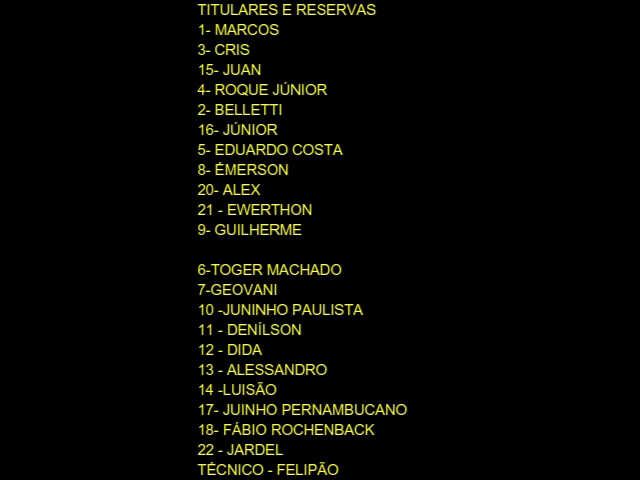 TITULARES E RESERVAS
1- MARCOS
3- CRIS
15- JUAN
4- ROQUE JÚNIOR
2- BELLETTI
16- JÚNIOR
5- EDUARDO COSTA
8- ÉMERSON
20- ALEX
21 - EWERTHON
9- GUILHERME
6-TOGER MACHADO
7-GEOVANI
10 -JUNINHO PAULISTA
11 - DENÍLSON
12 - DIDA
13 - ALESSANDRO
14 -LUISÃO
17- JUINHO PERNAMBUCANO
18- FÁBIO ROCHENBACK
22 - JARDEL
TÉCNICO - FELIPÃO